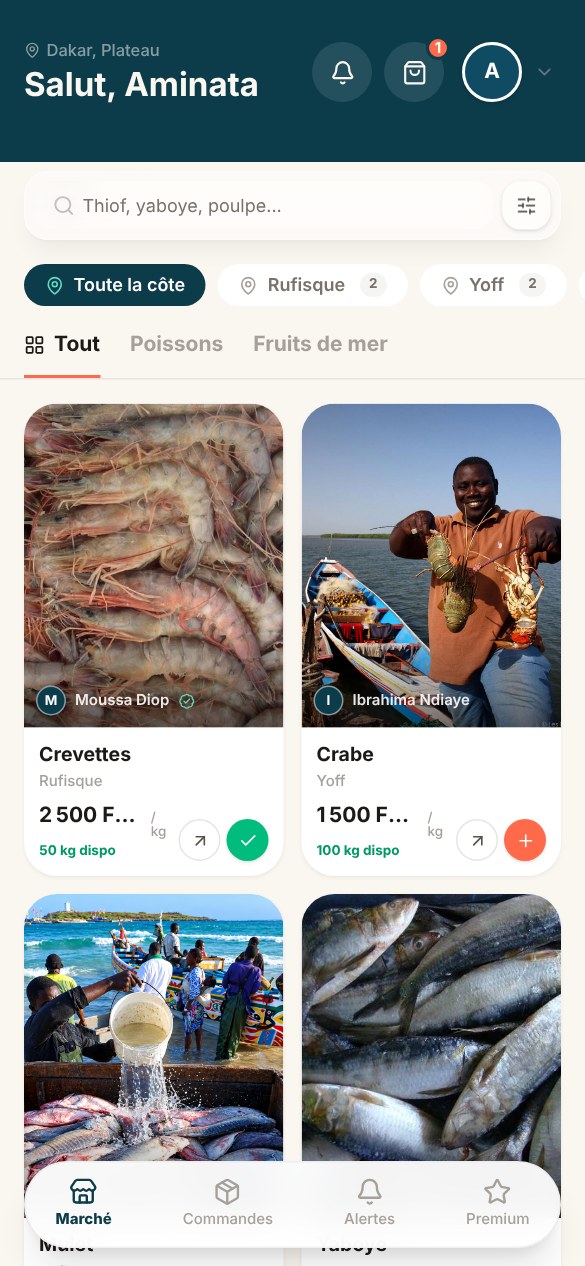 Dakar, Plateau
Salut, Aminata
1
A
Thiof, yaboye, poulpe...
Toute la côte
Rufisque 2
Yoff 2
Tout Poissons Fruits de mer
M Moussa Diop
I Ibrahima Ndiaye
Crevettes
Rufisque
2 500 F... / kg
50 kg dispo
Crabe
Yoff
1 500 F... / kg
100 kg dispo
Marché Commandes Alertes Premium
Mulet
Yaboye